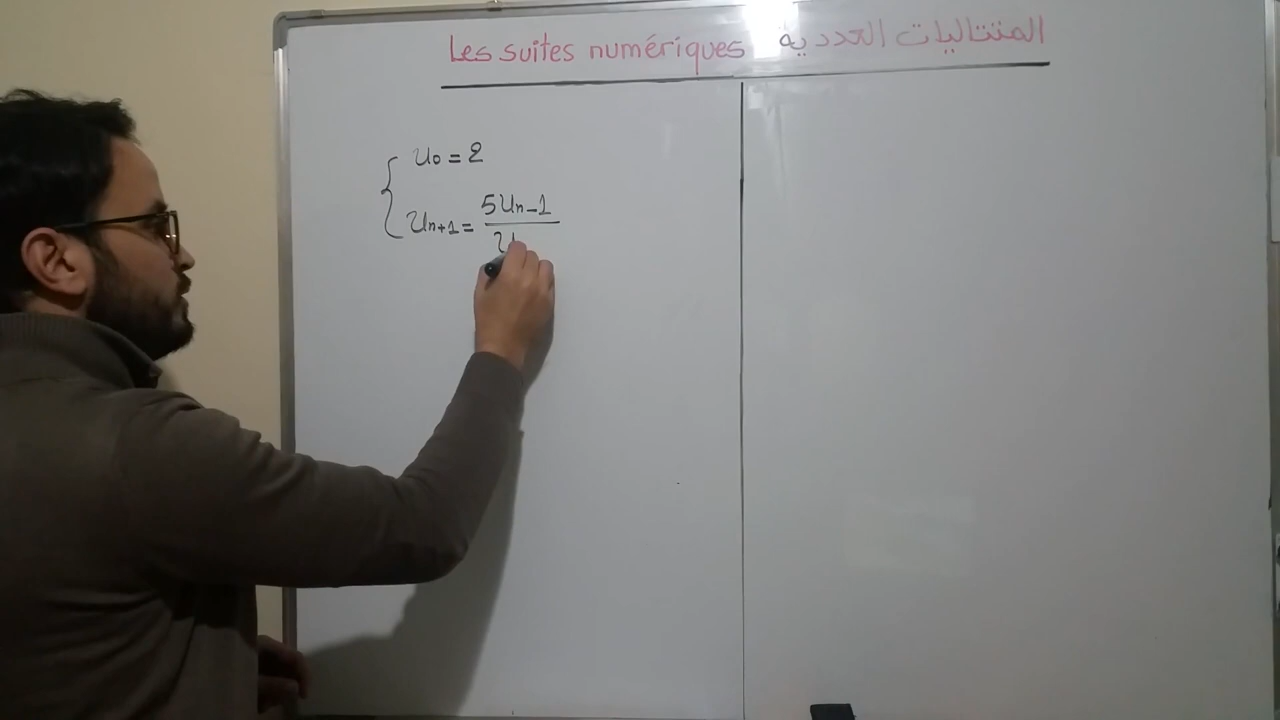 Les suites numériques المتتاليات العددية
U0 = 2
Un+1 = 5Un-1
U